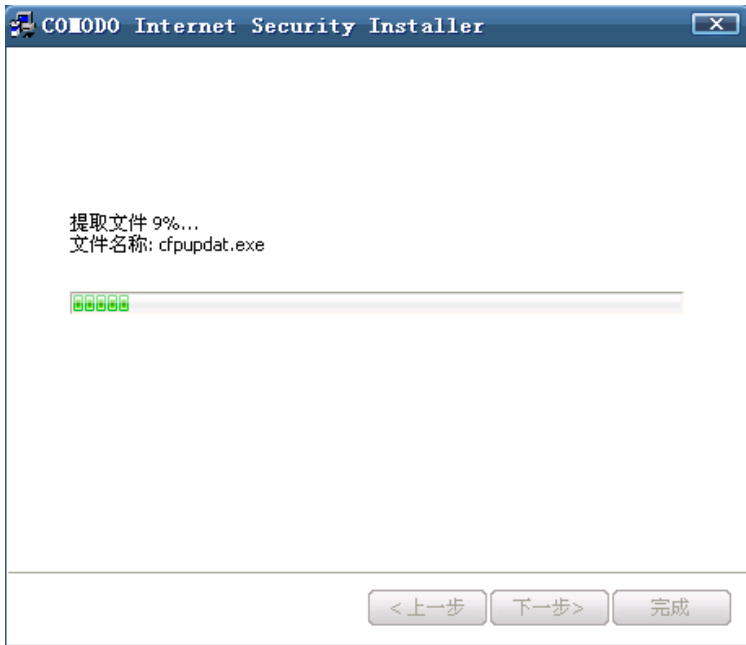 COMODO Internet Security Installer
提取文件 9%...
文件名称: cfpupdat.exe
<上一步 下一步> 完成